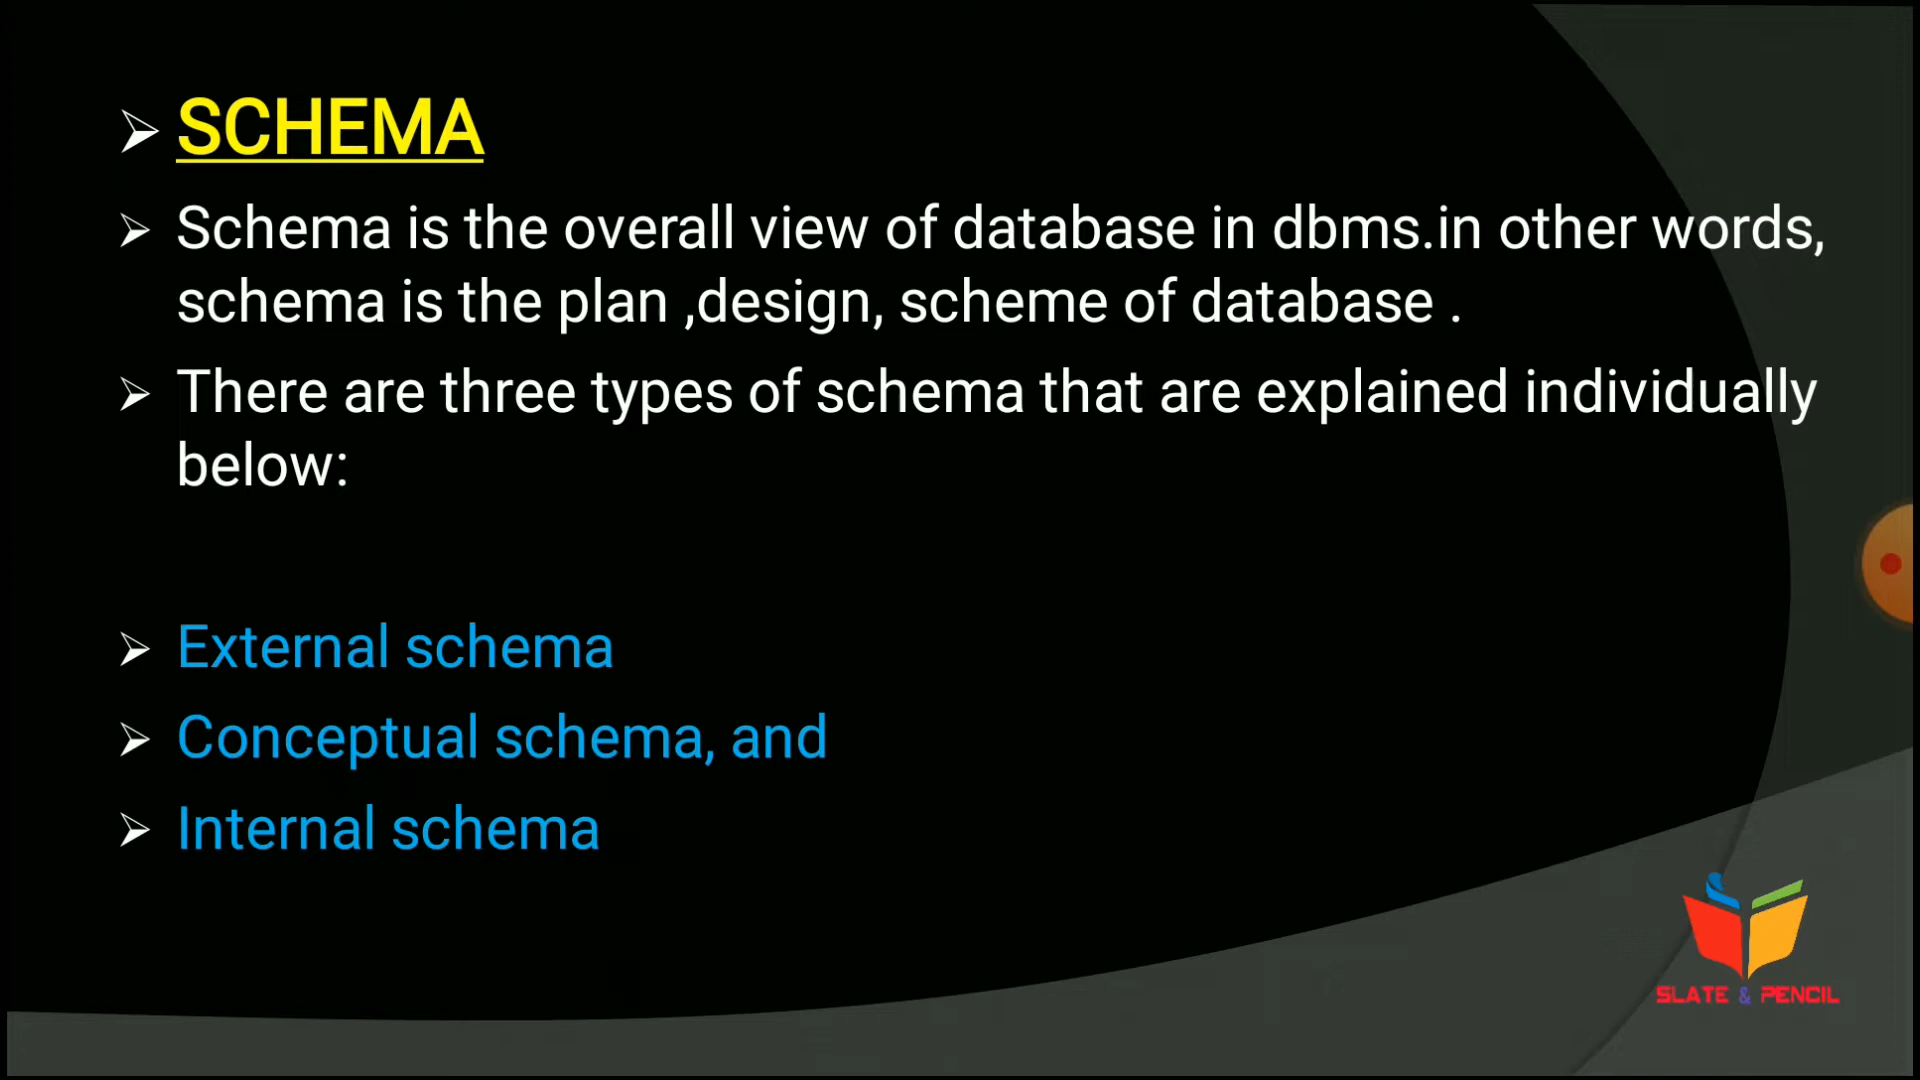 SCHEMA
Schema is the overall view of database in dbms.in other words,
schema is the plan ,design, scheme of database .
There are three types of schema that are explained individually
below:
External schema
Conceptual schema, and
Internal schema
SLATE & PENCIL